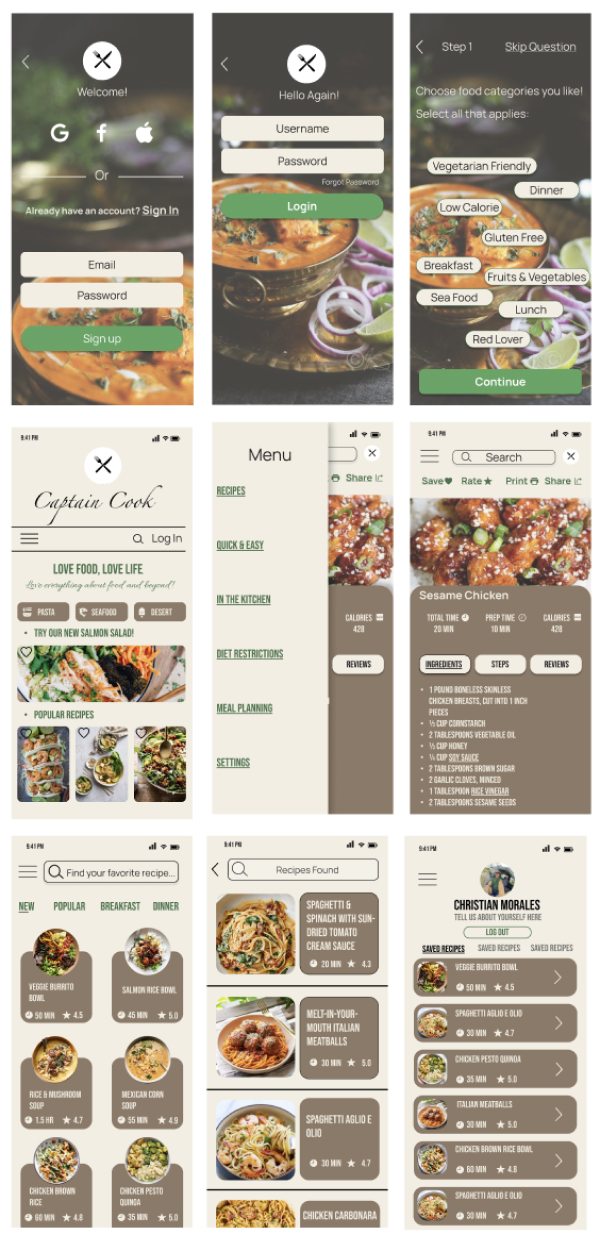 Welcome!
G f
Or
Already have an account? Sign In
Email
Password
Sign up
Hello Again!
Username
Password
Forgot Password
Login
Step 1 Skip Question
Choose food categories you like!
Select all that applies:
Vegetarian Friendly
Dinner
Low Calorie
Gluten Free
Breakfast
Fruits & Vegetables
Sea Food
Lunch
Red Lover
Continue
9:41 PM
Captain Cook
Log In
LOVE FOOD, LOVE LIFE
Love everything about food and beyond!
PASTA SEAFOOD DESERT
• TRY OUR NEW SALMON SALAD!
• POPULAR RECIPES
Menu
RECIPES
QUICK & EASY
IN THE KITCHEN
DIET RESTRICTIONS
MEAL PLANNING
SETTINGS
Share
CALORIES
428
REVIEWS
9:41 PM
Search
Save Rate Print Share
Sesame Chicken
TOTAL TIME PREP TIME CALORIES
20 MIN 10 MIN 428
INGREDIENTS STEPS REVIEWS
• 1 POUND BONELESS SKINLESS
CHICKEN BREASTS, CUT INTO 1 INCH
PIECES
• ½ CUP CORNSTARCH
• 2 TABLESPOONS VEGETABLE OIL
• ½ CUP HONEY
CUP SOY SAUCE
• 2 TABLESPOONS BROWN SUGAR
• 2 GARLIC CLOVES, MINCED
• 1 TABLESPOON RICE VINEGAR
• 2 TABLESPOONS SESAME SEEDS
9:41 PM
Find your favorite recipe...
NEW POPULAR BREAKFAST DINNER
VEGGIE BURRITO
BOWL
50 MIN ★ 4.5
SALMON RICE BOWL
45 MIN ★ 5.0
RICE & MUSHROOM
SOUP
1.5 HR ★ 4.7
MEXICAN CORN
SOUP
55 MIN ★ 4.9
CHICKEN BROWN
RICE
60 MIN ★ 4.8
CHICKEN PESTO
QUINOA
35 MIN ★ 5.0
9:41 PM
Recipes Found
SPAGHETTI &
SPINACH WITH SUN-
DRIED TOMATO
CREAM SAUCE
20 MIN ★ 4.3
MELT-IN-YOUR-
MOUTH ITALIAN
MEATBALLS
30 MIN ★ 5.0
SPAGHETTI AGLIO E
OLIO
30 MIN ★ 4.7
CHICKEN CARBONARA
9:41 PM
CHRISTIAN MORALES
TELL US ABOUT YOURSELF HERE
LOG OUT
SAVED RECIPES SAVED RECIPES SAVED RECIPES
VEGGIE BURRITO BOWL
50 MIN ★ 4.5
SPAGHETTI AGLIO E OLIO
30 MIN ★ 4.7
CHICKEN PESTO QUINOA
35 MIN ★ 5.0
ITALIAN MEATBALLS
30 MIN ★ 5.0
CHICKEN BROWN RICE BOWL
60 MIN ★ 4.8
SPAGHETTI AGLIO E OLIO
30 MIN ★ 4.7